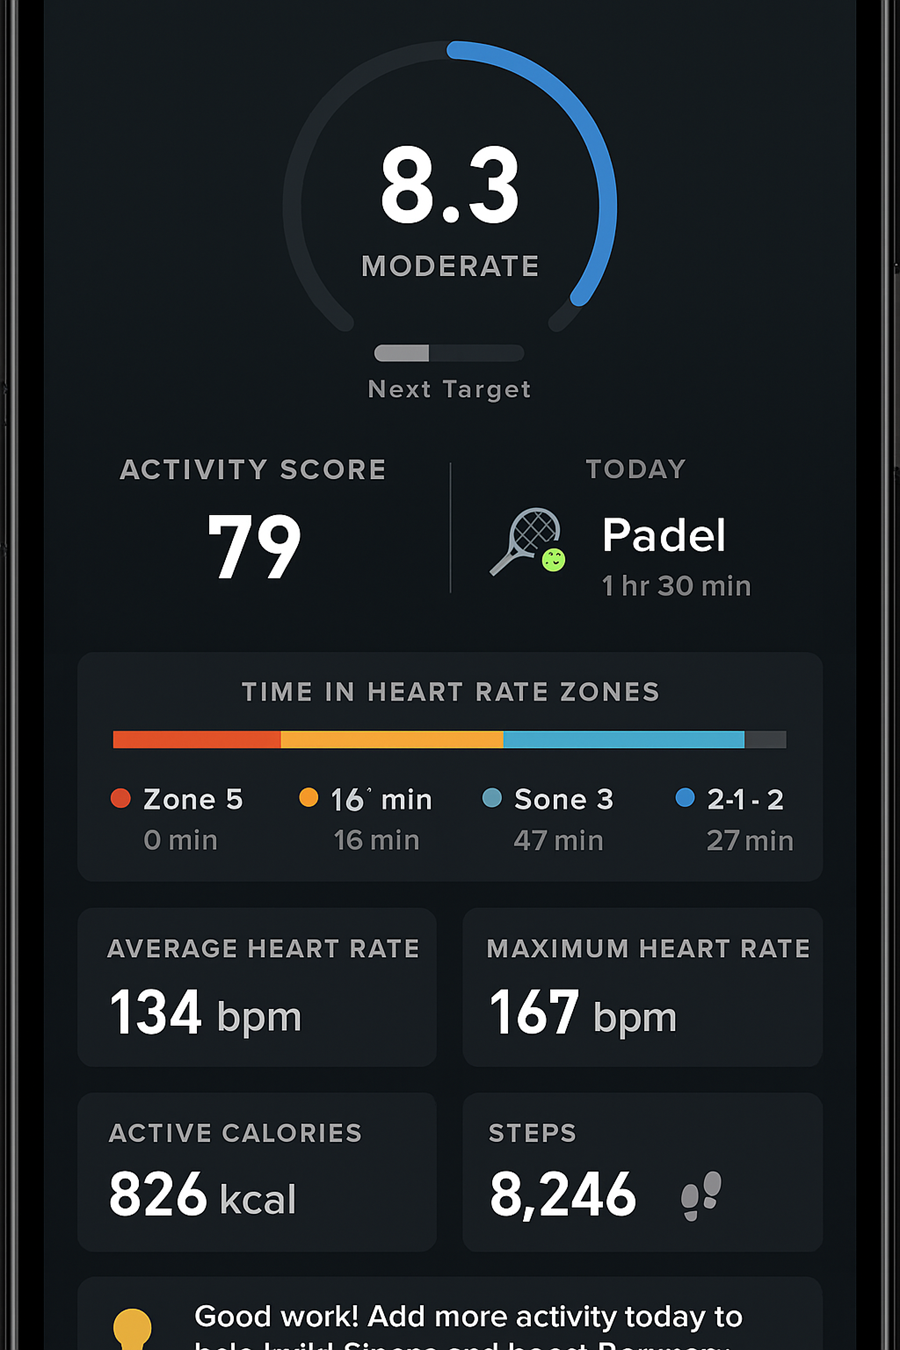 8.3
MODERATE
Next Target
ACTIVITY SCORE
79
TODAY
Padel
1 hr 30 min
TIME IN HEART RATE ZONES
Zone 5
0 min
16 min
16 min
Sone 3
47 min
2-1 - 2
27 min
AVERAGE HEART RATE
134 bpm
MAXIMUM HEART RATE
167 bpm
ACTIVE CALORIES
826 kcal
STEPS
8,246
Good work! Add more activity today to
and boost